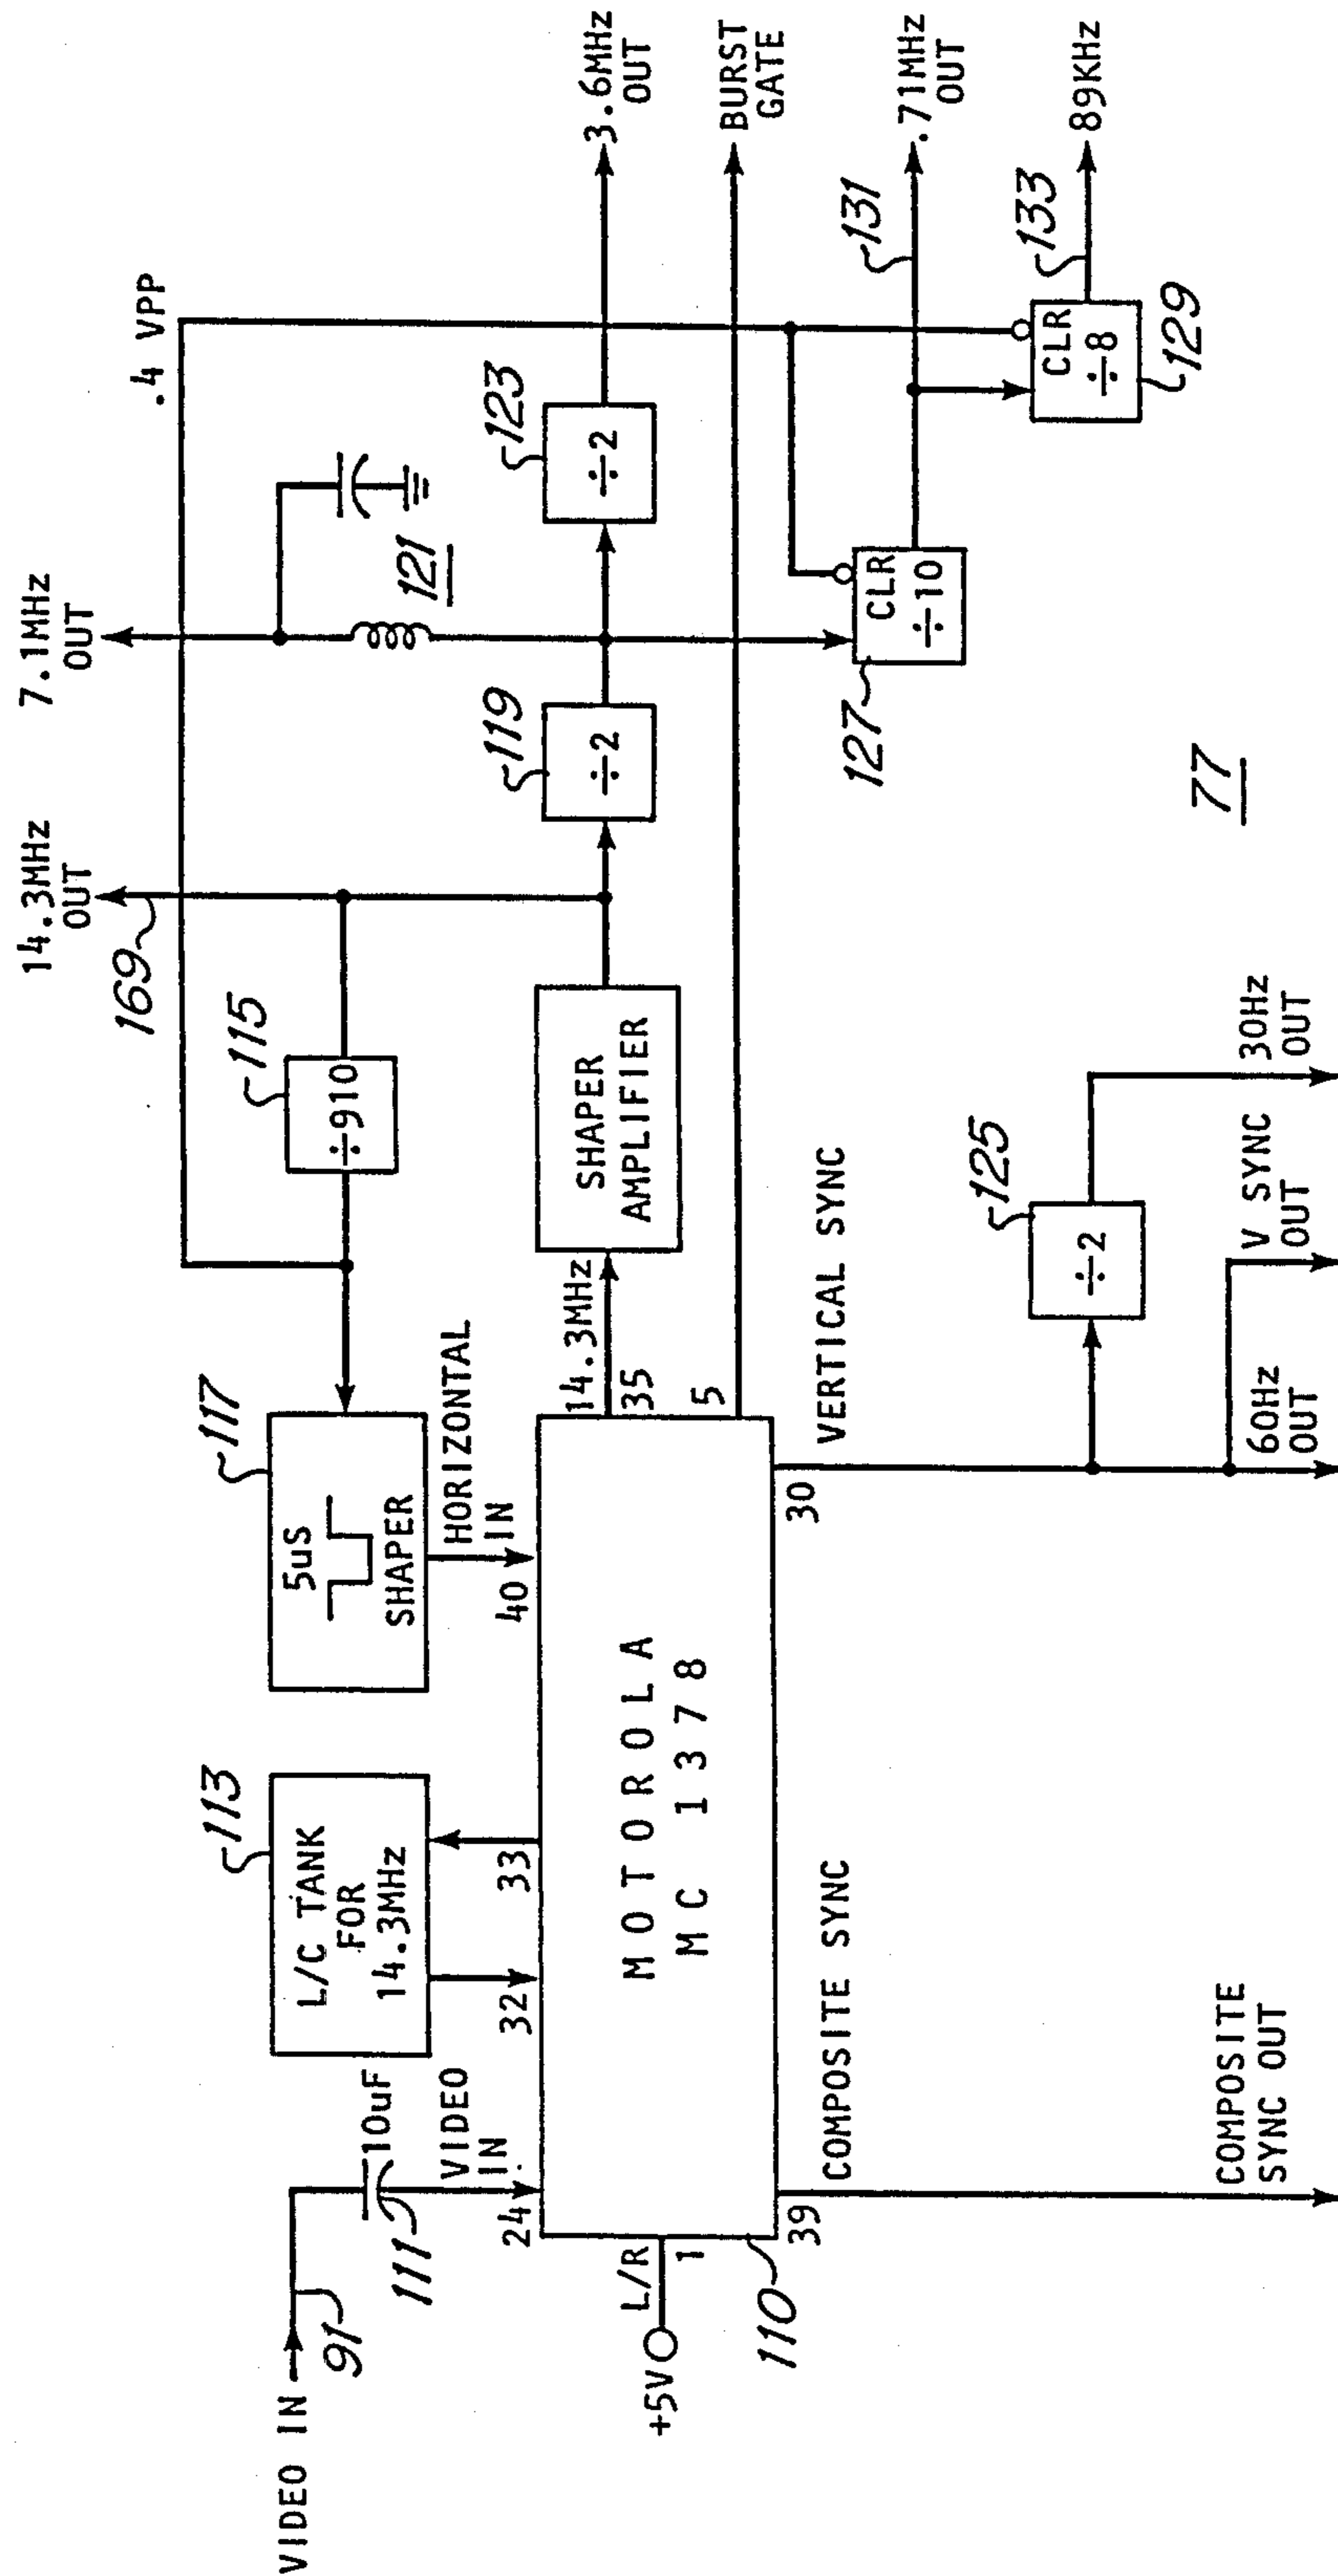 14.3MHz
OUT
7.1MHz
OUT
169
.4 VPP
115
÷910
121
117
5uS
SHAPER
HORIZONTAL
IN
40
113
L/C TANK
FOR
14.3MHz
32
33
VIDEO IN
91
111
10uF
VIDEO
IN
24
SHAPER
AMPLIFIER
119
÷2
123
÷2
3.6MHz
OUT
14.3MHz
35
5
BURST
GATE
MOTOROLA
MC 1378
+5V
L/R
1
110
39
COMPOSITE SYNC
COMPOSITE
SYNC OUT
30
VERTICAL SYNC
125
÷2
60Hz
OUT
V SYNC
OUT
30Hz
OUT
127
CLR
÷10
131
.71MHz
OUT
CLR
÷8
129
133
89KHz
77